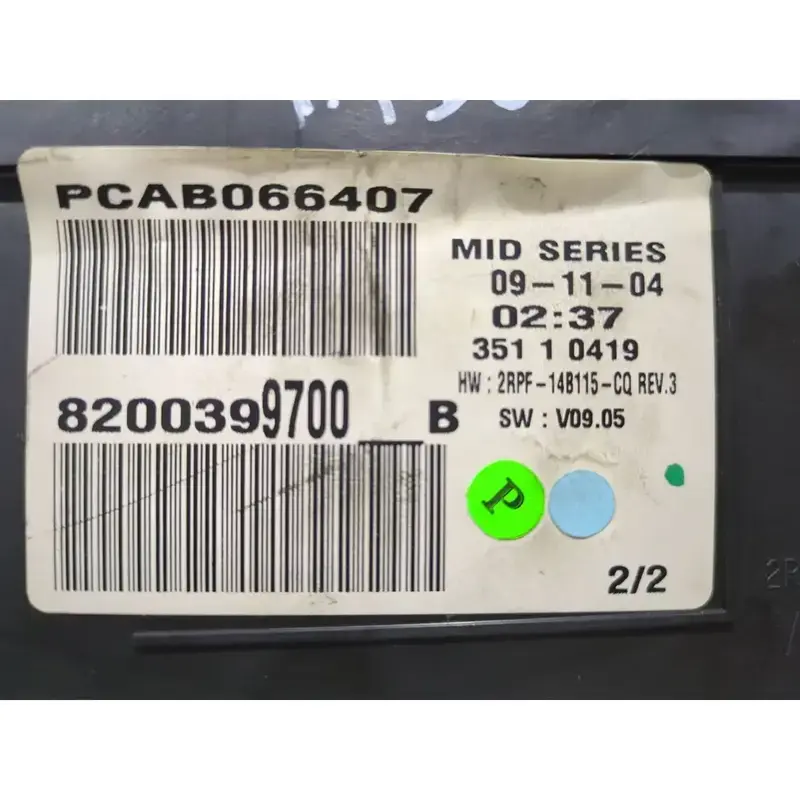 PCAB066407
MID SERIES
09-11-04
02:37
351 1 0419
HW : 2RPF-14B115-CQ REV.3
8200399700__B
SW : V09.05
P
2/2